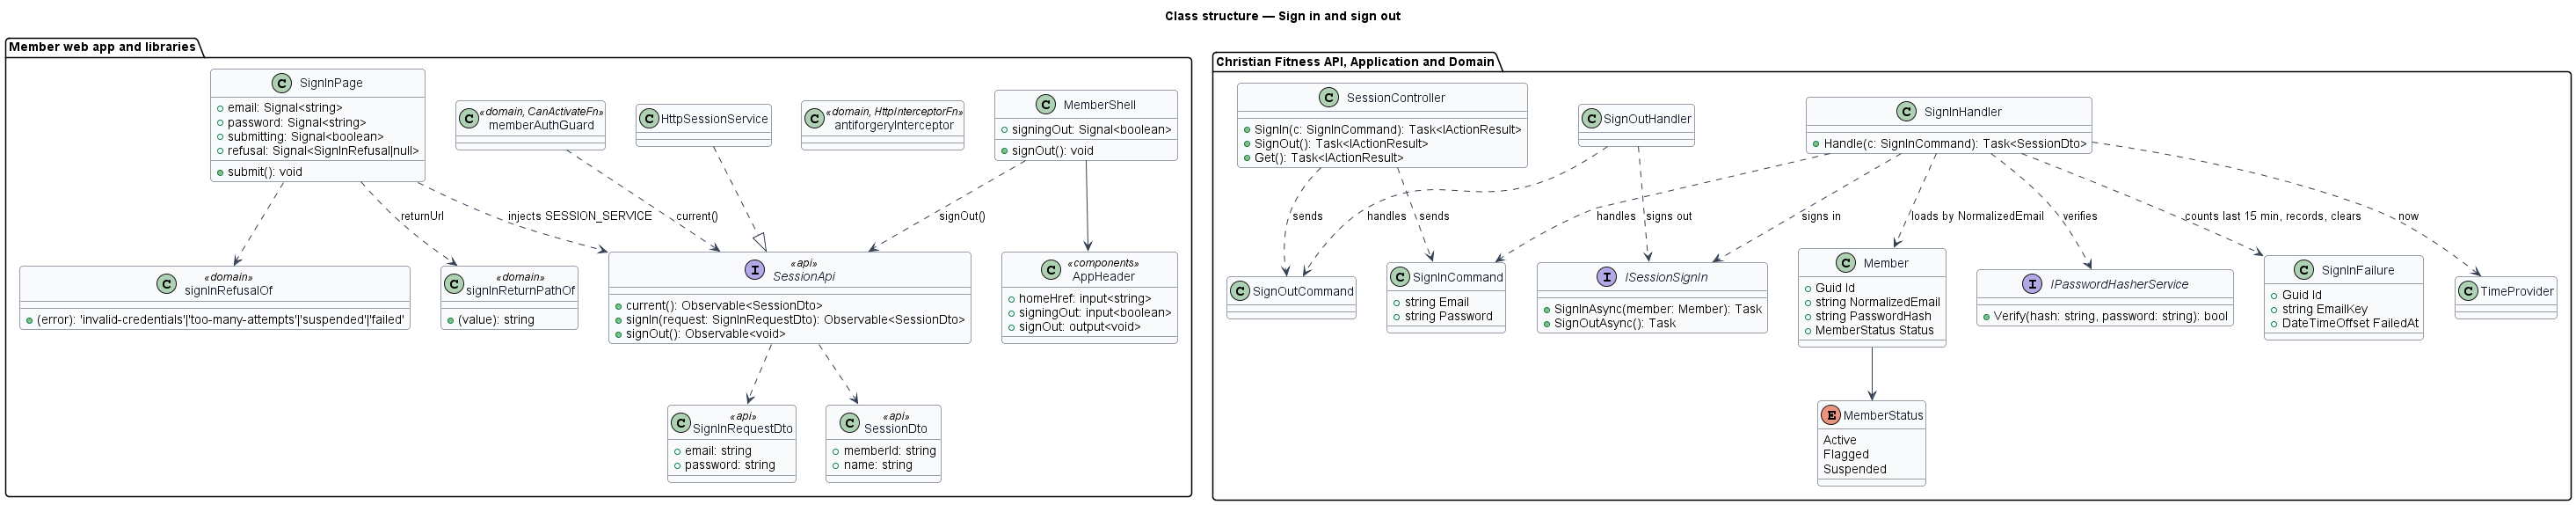 Class structure — Sign in and sign out
Member web app and libraries
SignInPage
email: Signal<string>
password: Signal<string>
submitting: Signal<boolean>
refusal: Signal<SignInRefusal|null>
submit(): void
«domain, CanActivateFn»
memberAuthGuard
HttpSessionService
«domain, HttpInterceptorFn»
antiforgeryInterceptor
MemberShell
signingOut: Signal<boolean>
signOut(): void
returnUrl
injects SESSION_SERVICE
current()
signOut()
«domain»
signInRefusalOf
(error): 'invalid-credentials'|'too-many-attempts'|'suspended'|'failed'
«domain»
signInReturnPathOf
(value): string
«api»
SessionApi
current(): Observable<SessionDto>
signIn(request: SignInRequestDto): Observable<SessionDto>
signOut(): Observable<void>
«components»
AppHeader
homeHref: input<string>
signingOut: input<boolean>
signOut: output<void>
«api»
SignInRequestDto
email: string
password: string
«api»
SessionDto
memberId: string
name: string
Christian Fitness API, Application and Domain
SessionController
SignIn(c: SignInCommand): Task<IActionResult>
SignOut(): Task<IActionResult>
Get(): Task<IActionResult>
SignOutHandler
SignInHandler
Handle(c: SignInCommand): Task<SessionDto>
sends
handles
sends
signs out
handles
signs in
loads by NormalizedEmail
verifies
counts last 15 min, records, clears
now
SignOutCommand
SignInCommand
string Email
string Password
ISessionSignIn
SignInAsync(member: Member): Task
SignOutAsync(): Task
Member
Guid Id
string NormalizedEmail
string PasswordHash
MemberStatus Status
IPasswordHasherService
Verify(hash: string, password: string): bool
SignInFailure
Guid Id
string EmailKey
DateTimeOffset FailedAt
TimeProvider
MemberStatus
Active
Flagged
Suspended